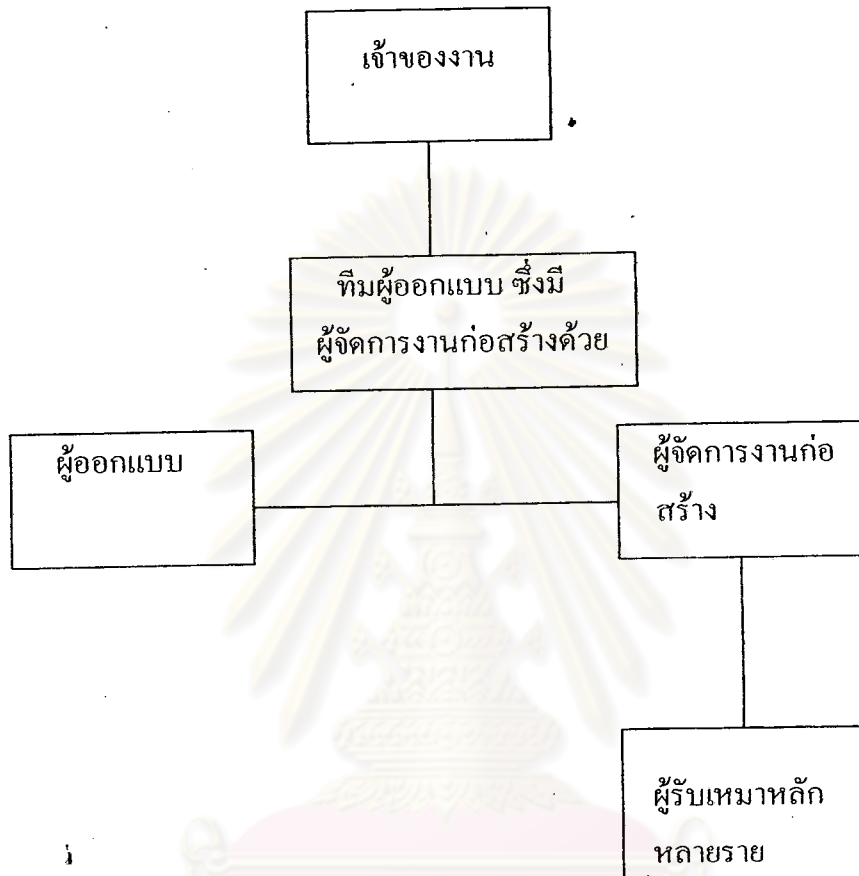 เจ้าของงาน
ทีมผู้ออกแบบ ซึ่งมี
ผู้จัดการงานก่อสร้างด้วย
ผู้ออกแบบ
ผู้จัดการงานก่อ
สร้าง
ผู้รับเหมาหลัก
หลายราย